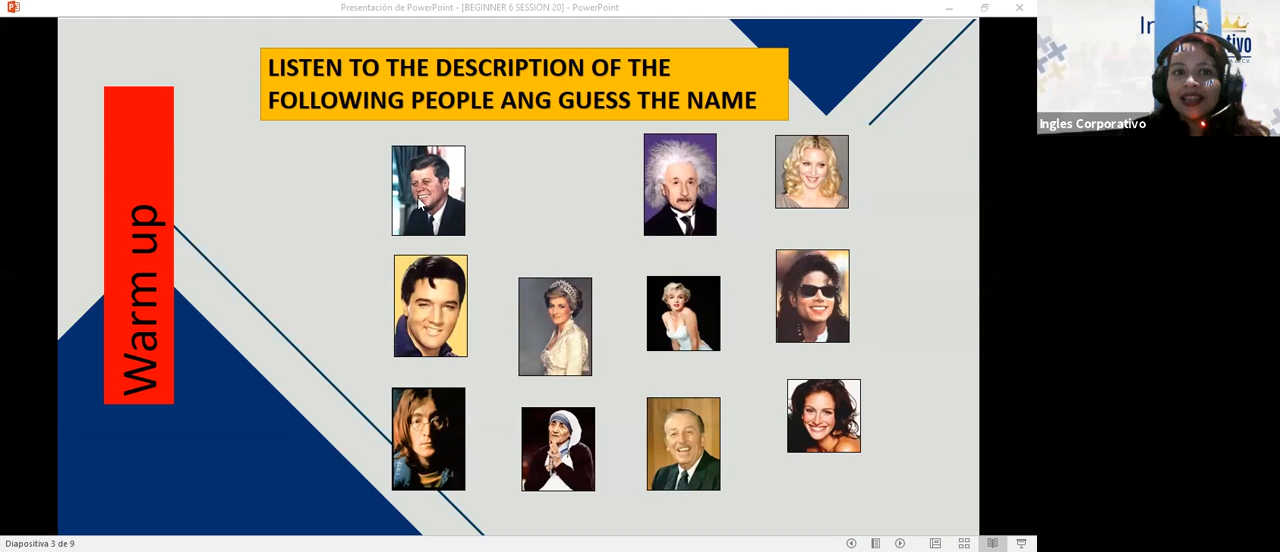 Presentación de PowerPoint - [BEGINNER 6 SESSION 20] - PowerPoint
LISTEN TO THE DESCRIPTION OF THE
FOLLOWING PEOPLE ANG GUESS THE NAME
Warm up
Ingles Corporativo
Diapositiva 3 de 9